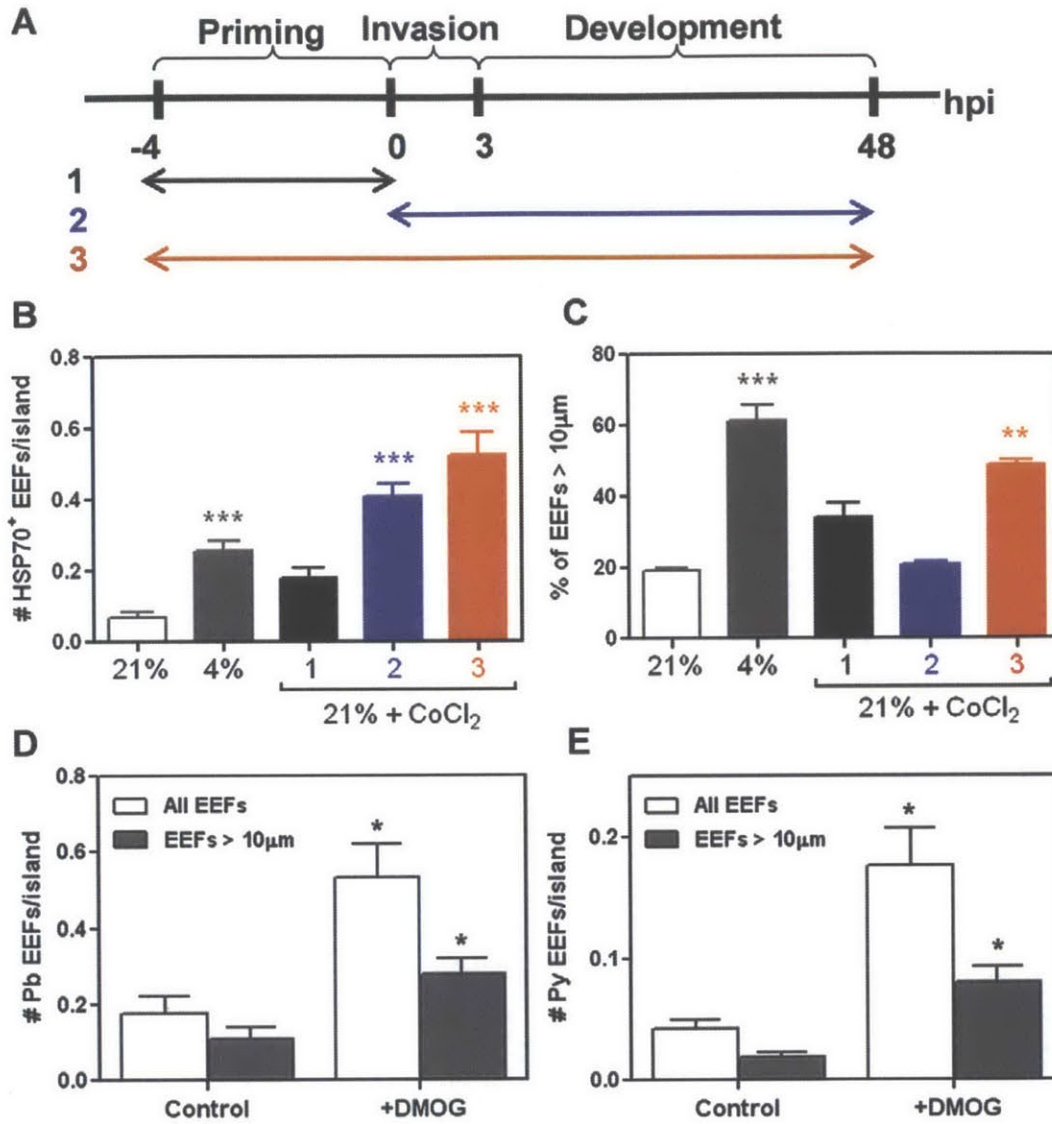 A
Priming Invasion Development
hpi
-4 0 3 48
1
2
3
B
# HSP70+ EEFs/island
0.8
0.6
0.4
0.2
0.0
***
***
***
21% 4% 1 2 3
21% + CoCl2
C
% of EEFs > 10μm
80
60
40
20
0
***
**
21% 4% 1 2 3
21% + CoCl2
D
# Pb EEFs/island
0.8
0.6
0.4
0.2
0.0
All EEFs
EEFs > 10μm
*
*
Control +DMOG
E
# Py EEFs/island
0.2
0.1
0.0
All EEFs
EEFs > 10μm
*
*
Control +DMOG